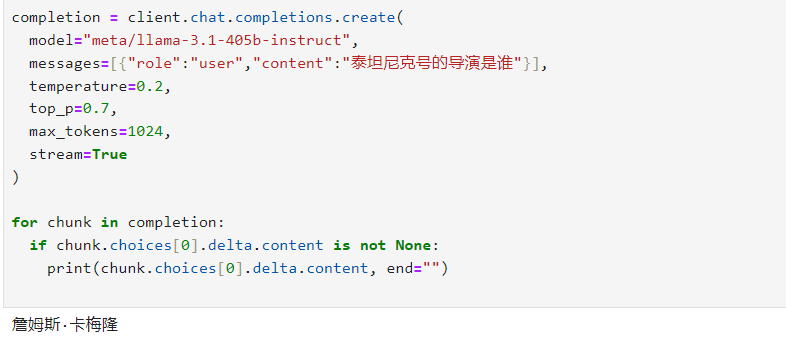 completion = client.chat.completions.create(
  model="meta/llama-3.1-405b-instruct",
  messages=[{"role":"user","content":"泰坦尼克号的导演是谁"}],
  temperature=0.2,
  top_p=0.7,
  max_tokens=1024,
  stream=True
)

for chunk in completion:
  if chunk.choices[0].delta.content is not None:
    print(chunk.choices[0].delta.content, end="")

詹姆斯·卡梅隆